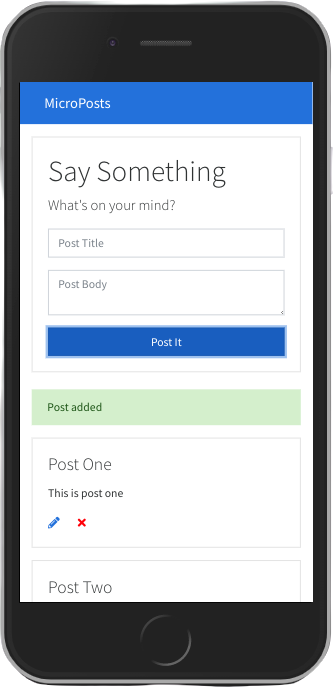 MicroPosts
Say Something
What's on your mind?
Post Title
Post Body
Post It
Post added
Post One
This is post one
Post Two